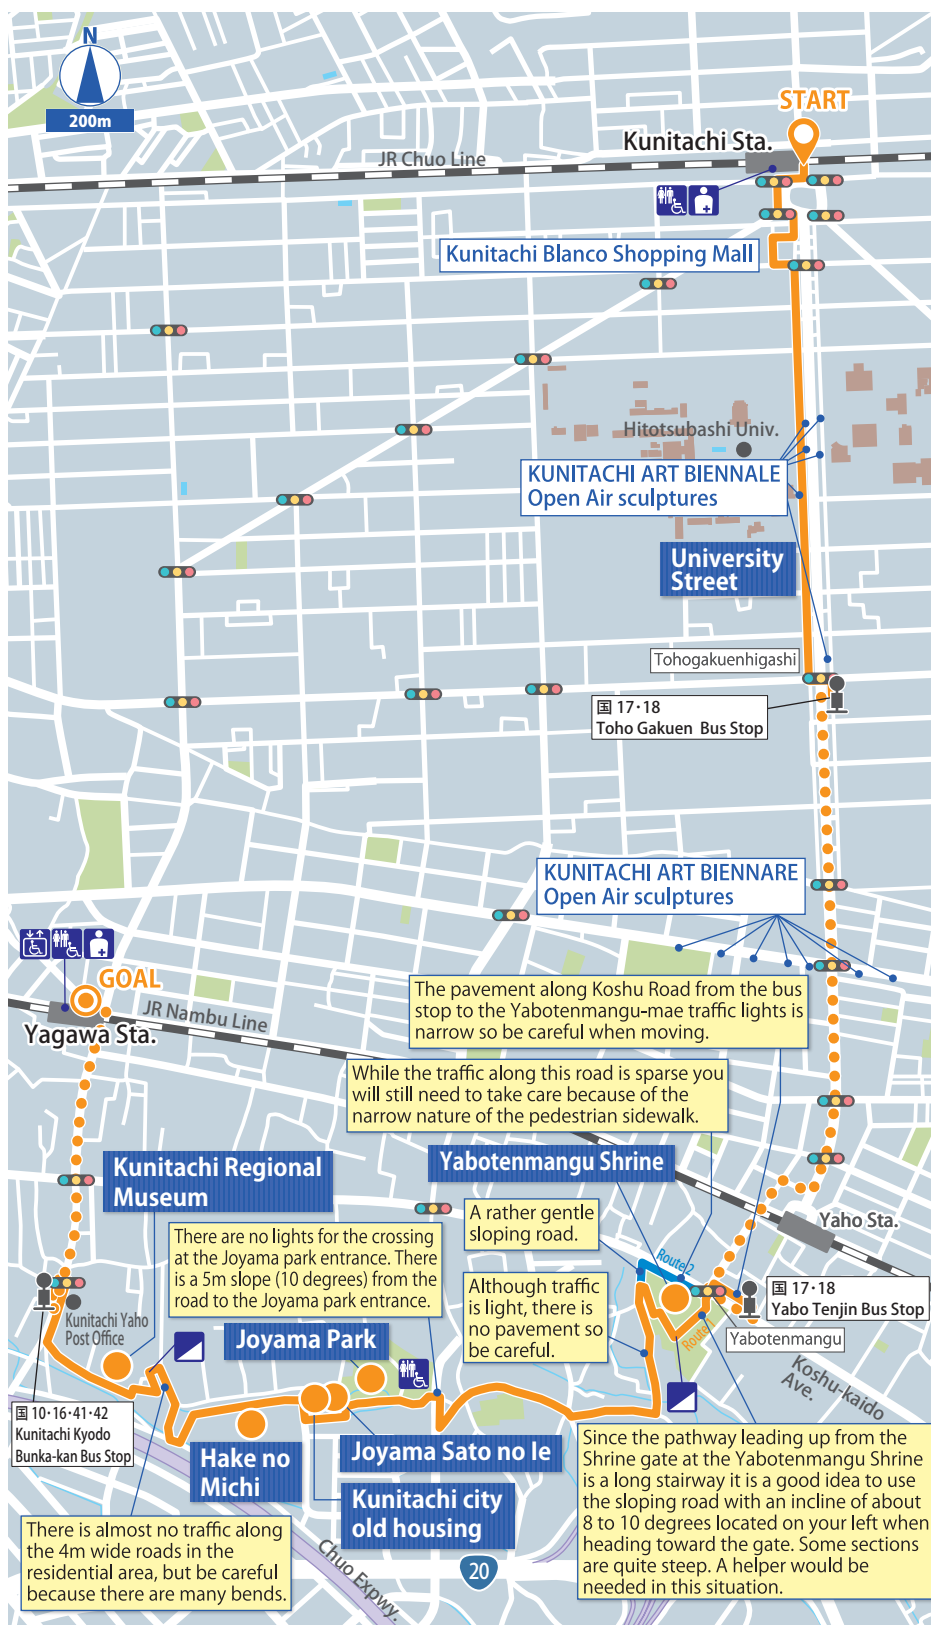 N
200m
START
Kunitachi Sta.
JR Chuo Line
Kunitachi Blanco Shopping Mall
Hitotsubashi Univ.
KUNITACHI ART BIENNALE
Open Air sculptures
University
Street
Tohogakuenhigashi
国 17･18
Toho Gakuen Bus Stop
KUNITACHI ART BIENNARE
Open Air sculptures
GOAL
JR Nambu Line
Yagawa Sta.
The pavement along Koshu Road from the bus
stop to the Yabotenmangu-mae traffic lights is
narrow so be careful when moving.
While the traffic along this road is sparse you
will still need to take care because of the
narrow nature of the pedestrian sidewalk.
Kunitachi Regional
Museum
Yabotenmangu Shrine
A rather gentle
sloping road.
Yaho Sta.
There are no lights for the crossing
at the Joyama park entrance. There
is a 5m slope (10 degrees) from the
road to the Joyama park entrance.
Route 2
Although traffic
is light, there is
no pavement so
be careful.
国 17･18
Yabo Tenjin Bus Stop
Kunitachi Yaho
Post Office
Route 1
Yabotenmangu
Joyama Park
Koshu-kaido
Ave.
国 10･16･41･42
Kunitachi Kyodo
Bunka-kan Bus Stop
Hake no
Michi
Joyama Sato no Ie
Kunitachi city
old housing
Since the pathway leading up from the
Shrine gate at the Yabotenmangu Shrine
is a long stairway it is a good idea to use
the sloping road with an incline of about
8 to 10 degrees located on your left when
heading toward the gate. Some sections
are quite steep. A helper would be
needed in this situation.
There is almost no traffic along
the 4m wide roads in the
residential area, but be careful
because there are many bends.
Chuo Expwy.
20